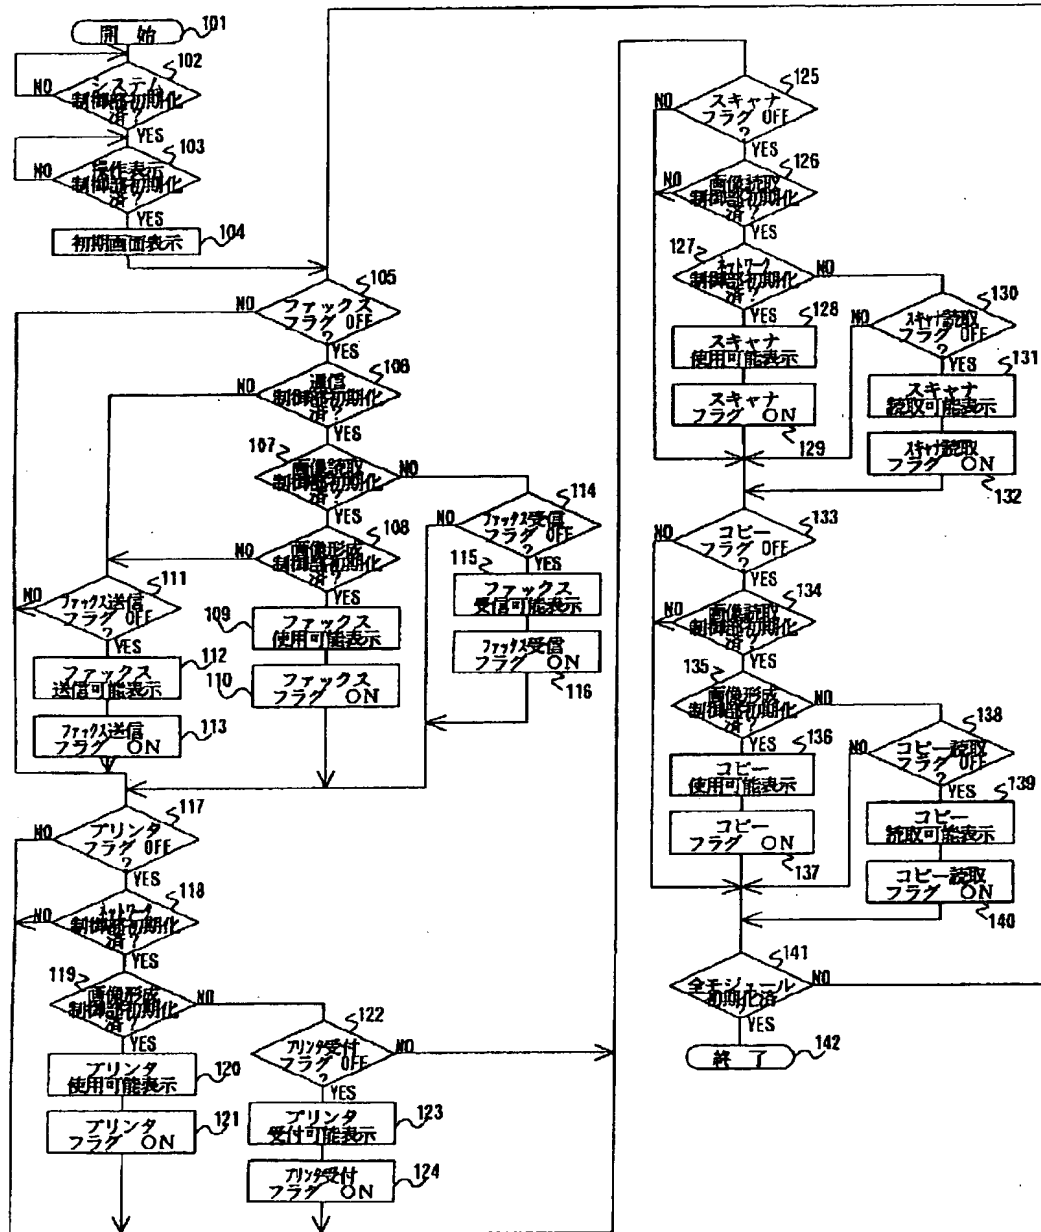 開 始
101
102
システム
制御部初期化
済?
NO
YES
103
操作表示
制御部初期化
済?
NO
YES
初期画面表示
104
105
ファックス
フラグ OFF
?
NO
YES
106
通信
制御部初期化
済?
NO
YES
107
画像読取
制御部初期化
済?
NO
YES
108
画像形成
制御部初期化
済?
NO
YES
109
ファックス
使用可能表示
110
ファックス
フラグ ON
111
ファックス送信
フラグ OFF
?
NO
YES
112
ファックス
送信可能表示
ファックス送信
フラグ ON
113
114
ファックス受信
フラグ OFF
?
NO
YES
115
ファックス
受信可能表示
ファックス受信
フラグ ON
116
117
プリンタ
フラグ OFF
?
NO
YES
118
ネットワーク
制御部初期化
済?
NO
YES
119
画像形成
制御部初期化
済?
NO
YES
プリンタ
使用可能表示
120
プリンタ
フラグ ON
121
122
プリンタ受付
フラグ OFF
?
NO
YES
プリンタ
受付可能表示
123
プリンタ受付
フラグ ON
124
125
スキャナ
フラグ OFF
?
NO
YES
126
画像読取
制御部初期化
済?
NO
YES
127
ネットワーク
制御部初期化
済?
NO
YES
128
スキャナ
使用可能表示
スキャナ
フラグ ON
129
130
スキャナ読取
フラグ OFF
?
NO
YES
131
スキャナ
読取可能表示
スキャナ読取
フラグ ON
132
133
コピー
フラグ OFF
?
NO
YES
134
画像読取
制御部初期化
済?
NO
YES
135
画像形成
制御部初期化
済?
NO
YES
136
コピー
使用可能表示
コピー
フラグ ON
137
138
コピー読取
フラグ OFF
?
NO
YES
139
コピー
読取可能表示
コピー読取
フラグ ON
140
141
全モジュール
初期化済
?
NO
YES
終 了
142